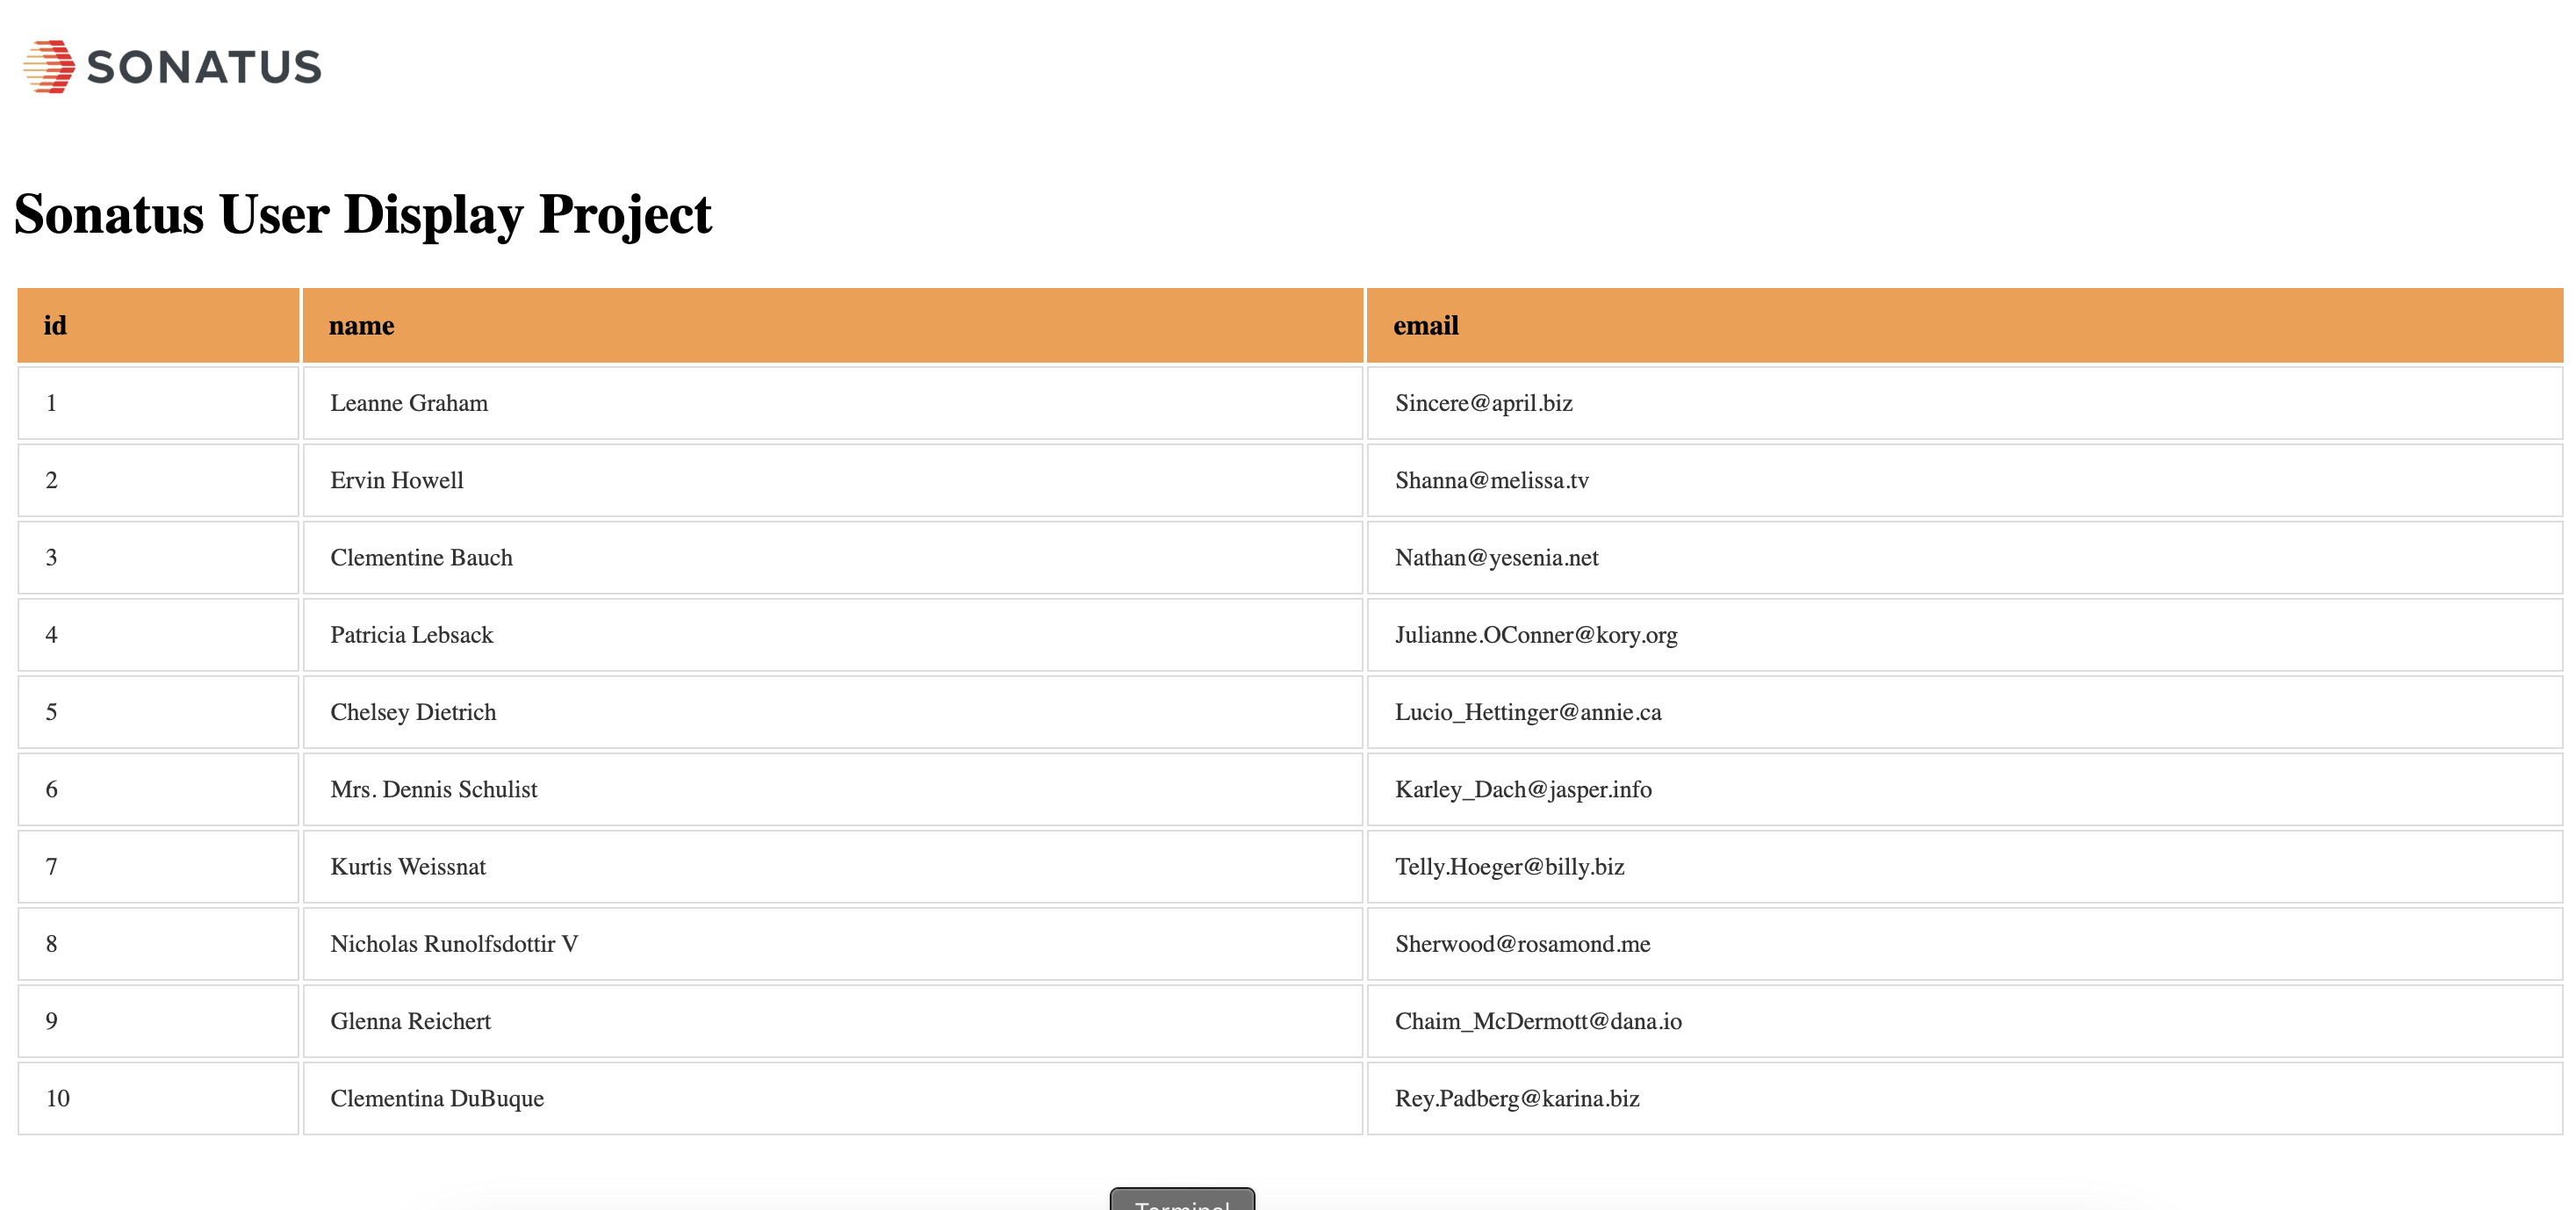 SONATUS
Sonatus User Display Project
id name email
1 Leanne Graham Sincere@april.biz
2 Ervin Howell Shanna@melissa.tv
3 Clementine Bauch Nathan@yesenia.net
4 Patricia Lebsack Julianne.OConner@kory.org
5 Chelsey Dietrich Lucio_Hettinger@annie.ca
6 Mrs. Dennis Schulist Karley_Dach@jasper.info
7 Kurtis Weissnat Telly.Hoeger@billy.biz
8 Nicholas Runolfsdottir V Sherwood@rosamond.me
9 Glenna Reichert Chaim_McDermott@dana.io
10 Clementina DuBuque Rey.Padberg@karina.biz
Terminal